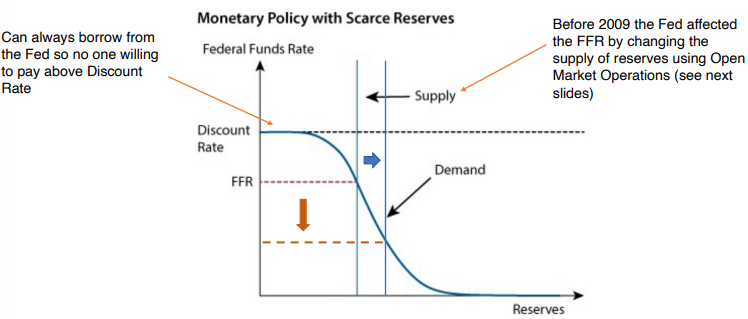 Monetary Policy with Scarce Reserves
Can always borrow from
the Fed so no one willing
to pay above Discount
Rate
Before 2009 the Fed affected
the FFR by changing the
supply of reserves using Open
Market Operations (see next
slides)
Federal Funds Rate
Supply
Discount
Rate
Demand
FFR
Reserves